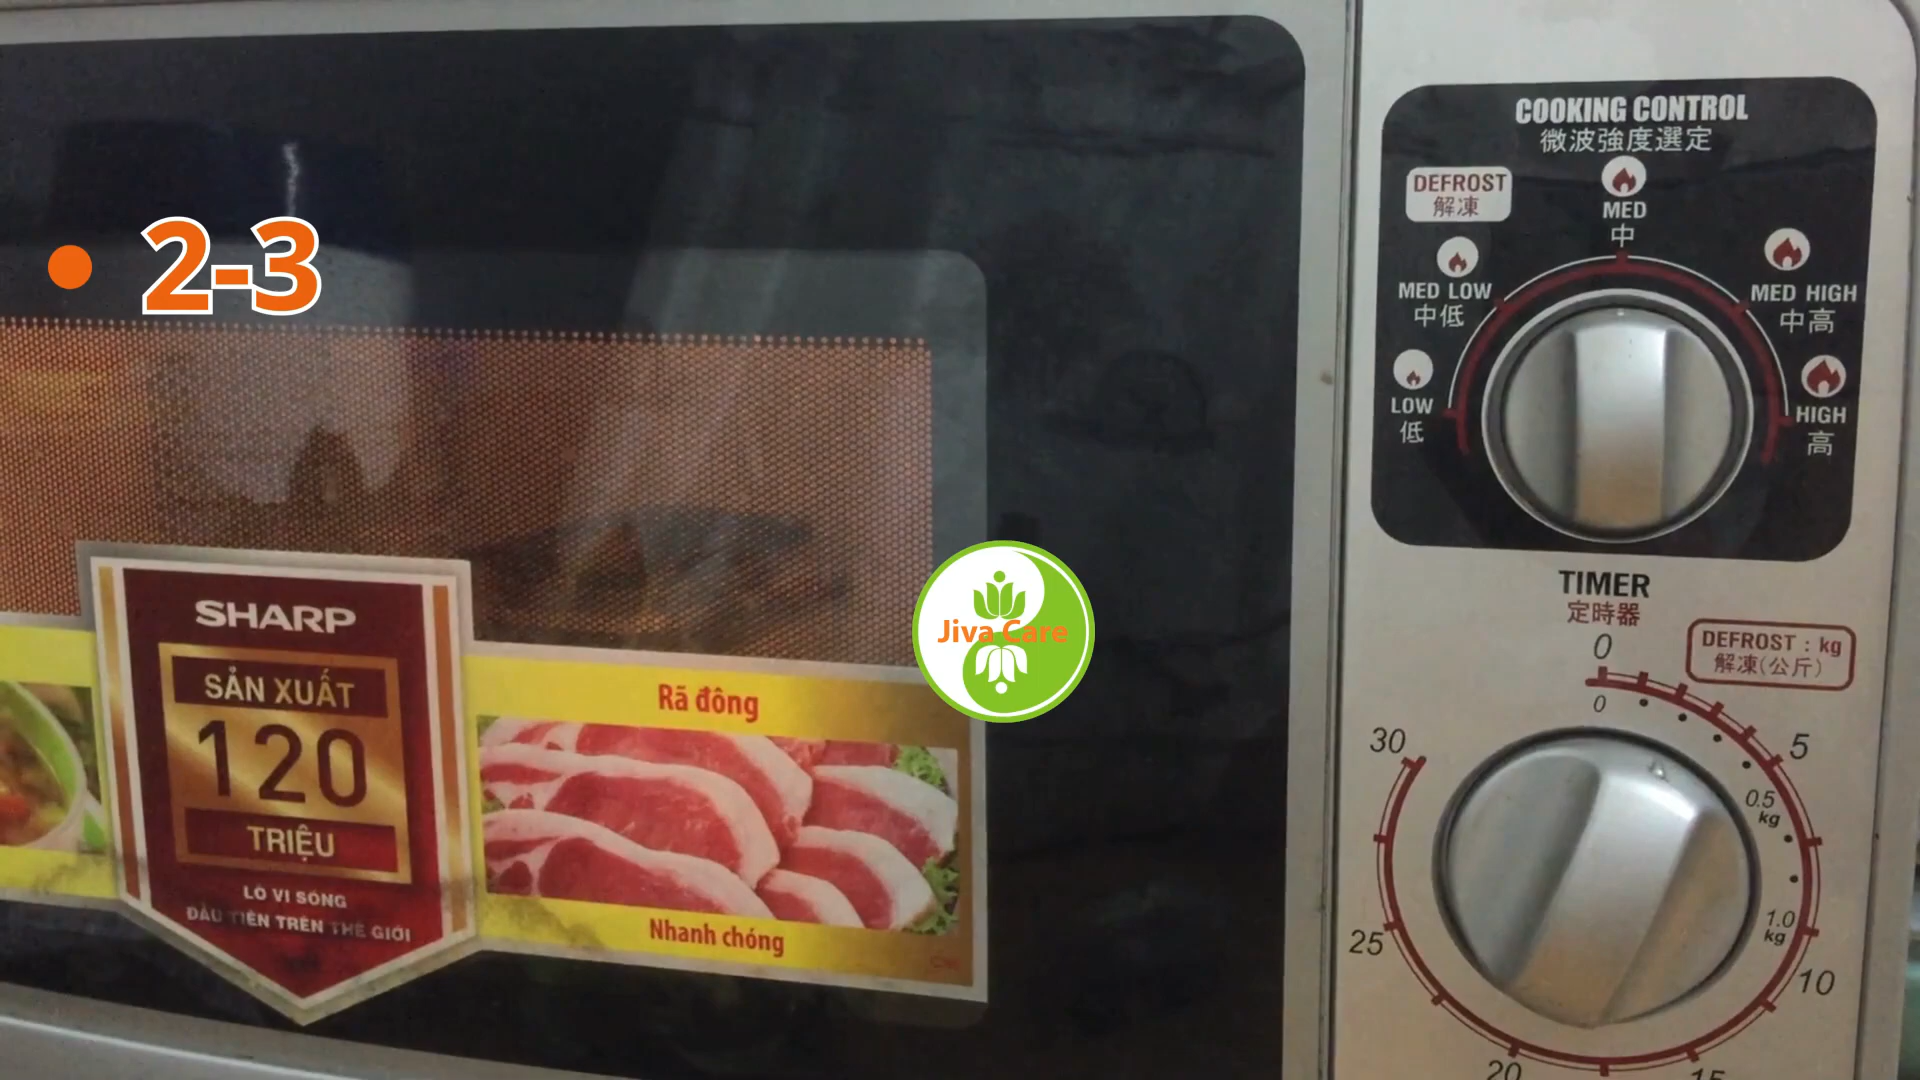 • 2-3
SHARP
SẢN XUẤT
120
TRIỆU
LÒ VI SÓNG
ĐẦU TIÊN TRÊN THẾ GIỚI
Rã đông
Nhanh chóng
Jiva Care
COOKING CONTROL
微波強度選定
DEFROST
解凍
MED
中
MED LOW
中低
MED HIGH
中高
LOW
低
HIGH
高
TIMER
定時器
DEFROST : kg
解凍(公斤)
0
0
5
0.5
kg
1.0
kg
10
15
20
25
30